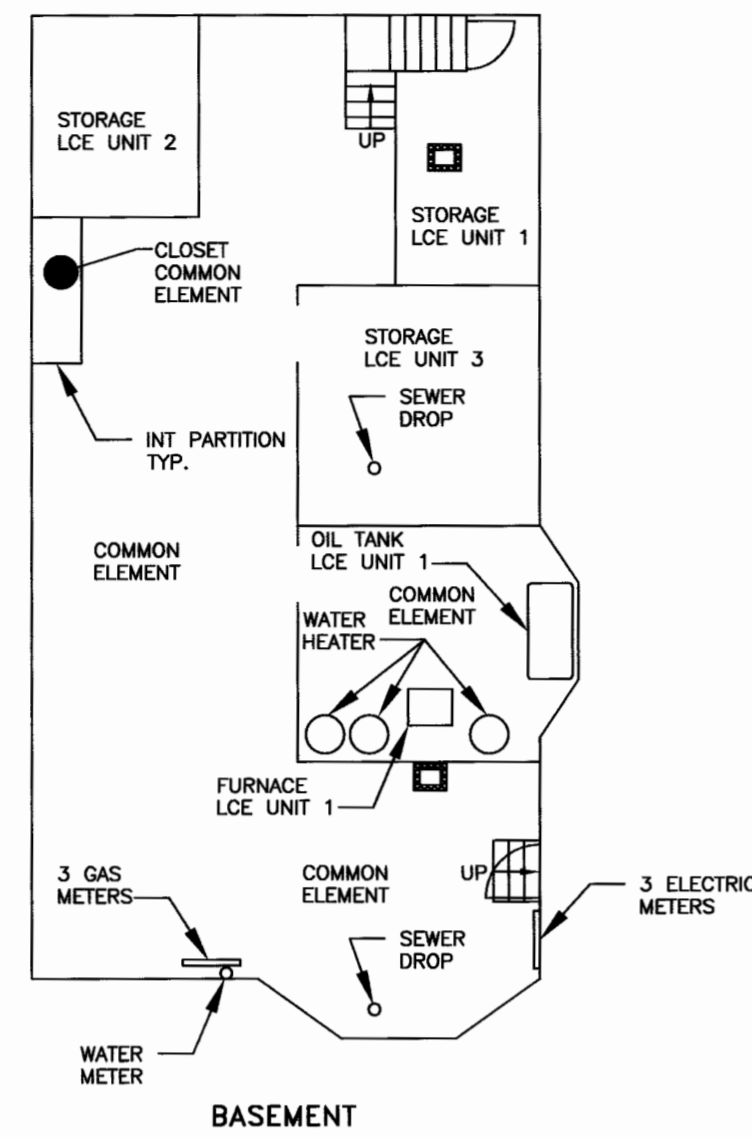 STORAGE
LCE UNIT 2
UP
STORAGE
LCE UNIT 1
CLOSET
COMMON
ELEMENT
STORAGE
LCE UNIT 3
SEWER
DROP
INT PARTITION
TYP.
COMMON
ELEMENT
OIL TANK
LCE UNIT 1
COMMON
ELEMENT
WATER
HEATER
FURNACE
LCE UNIT 1
3 GAS
METERS
COMMON
ELEMENT
UP
3 ELECTRIC
METERS
SEWER
DROP
WATER
METER
BASEMENT